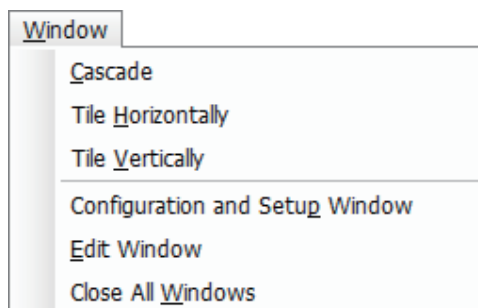 Window
Cascade
Tile Horizontally
Tile Vertically
Configuration and Setup Window
Edit Window
Close All Windows